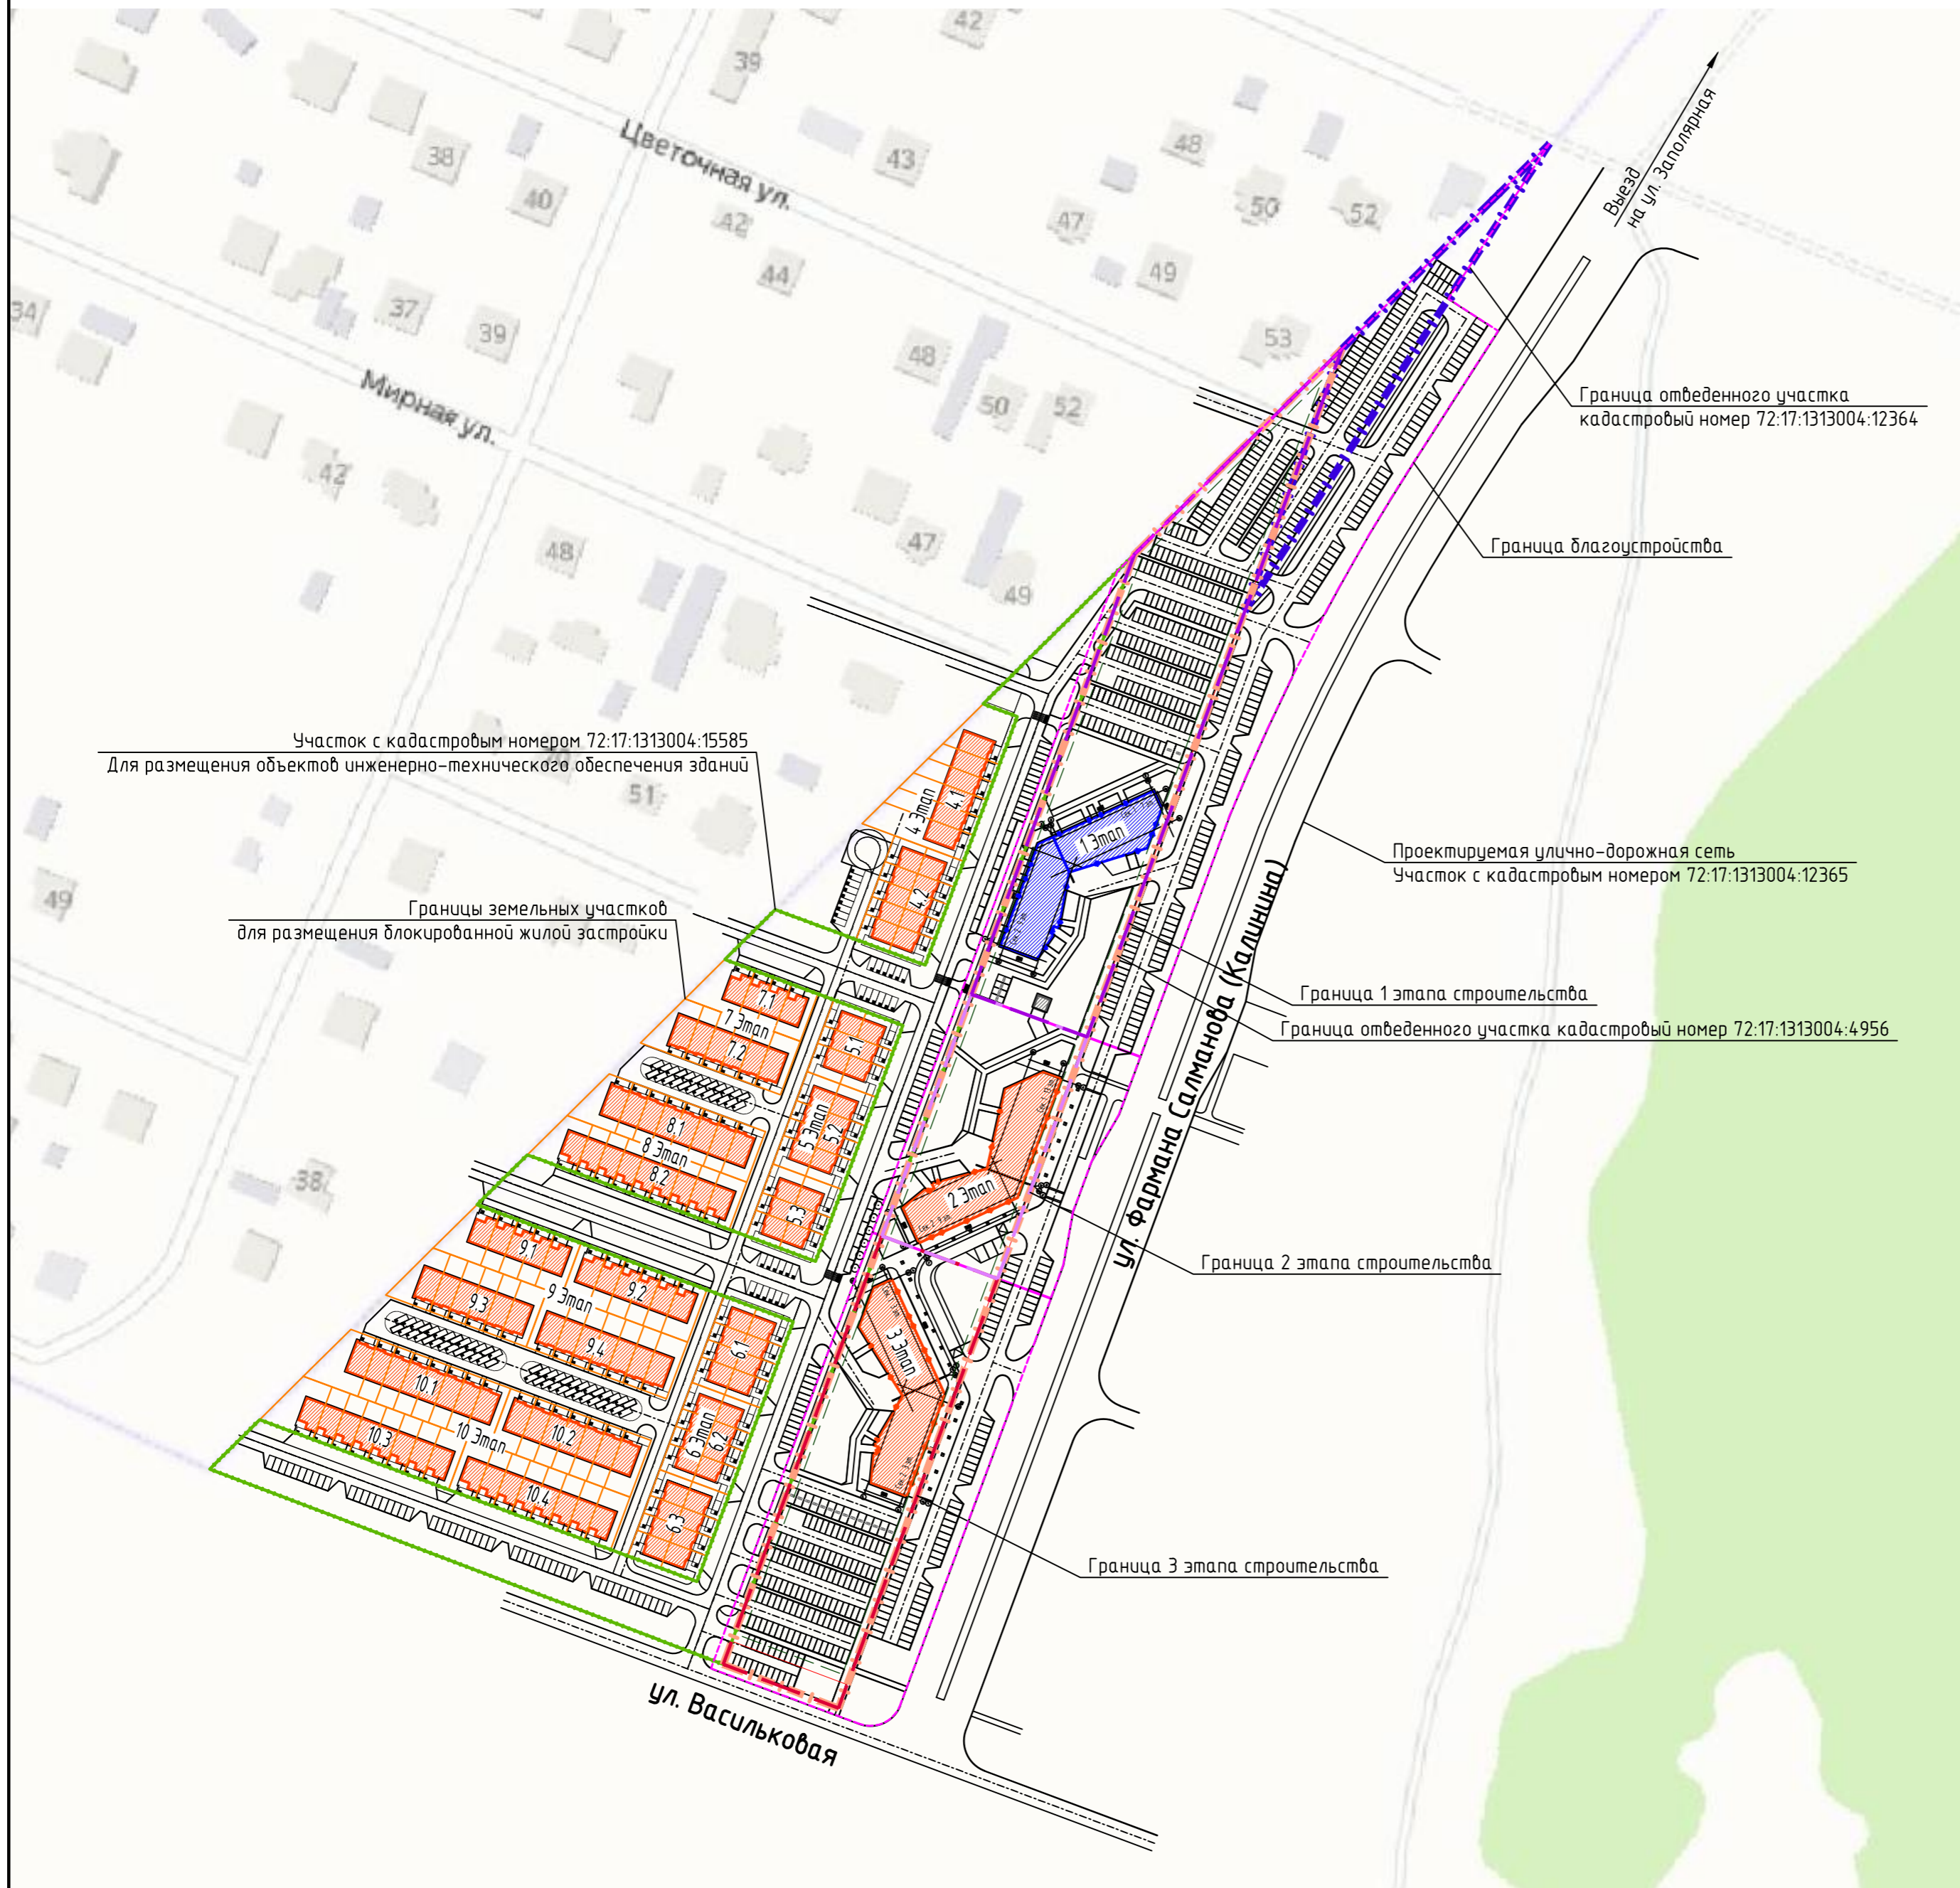 42
39
Цветочная ул.
38
40
43
42
44
48
47
50
52
49
53
34
37
39
Мирная ул.
48
50
52
42
47
49
48
51
49
38
Выезд
на ул. Заполярная
Граница отведенного участка
кадастровый номер 72:17:1313004:12364
Граница благоустройства
Участок с кадастровым номером 72:17:1313004:15585
Для размещения объектов инженерно-технического обеспечения зданий
Границы земельных участков
для размещения блокированной жилой застройки
Проектируемая улично-дорожная сеть
Участок с кадастровым номером 72:17:1313004:12365
Граница 1 этапа строительства
Граница отведенного участка кадастровый номер 72:17:1313004:4956
Граница 2 этапа строительства
Граница 3 этапа строительства
ул. Фармана Салманова (Калинина)
ул. Васильковая
1 Этап
2 Этап
3 Этап
4 Этап
4.1
4.2
5 Этап
5.1
5.2
5.3
6 Этап
6.1
6.2
6.3
7.1
7 Этап
7.2
8.1
8 Этап
8.2
9.1
9.2
9 Этап
9.3
9.4
10.1
10.2
10 Этап
10.3
10.4